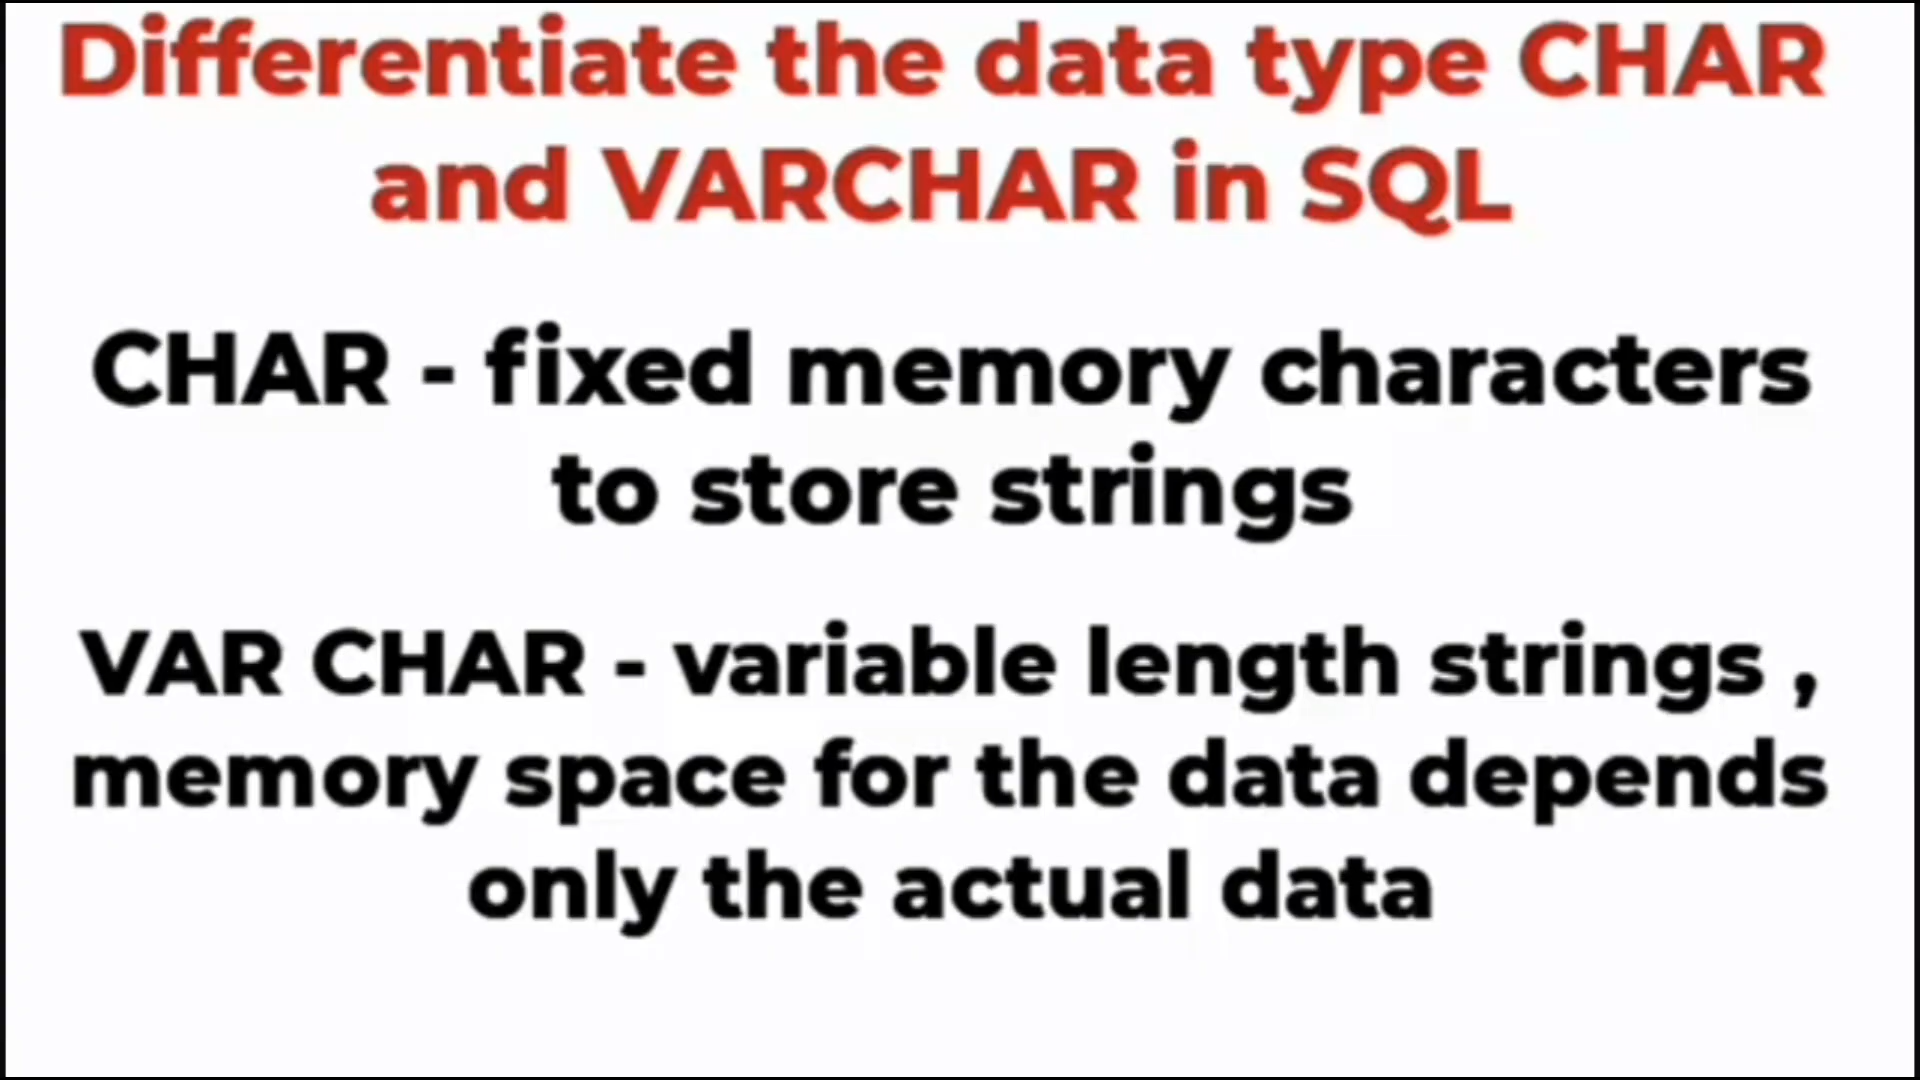 Differentiate the data type CHAR
and VARCHAR in SQL
CHAR - fixed memory characters
to store strings
VAR CHAR - variable length strings ,
memory space for the data depends
only the actual data